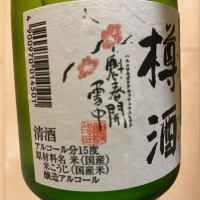 樽酒
魁春開
雪中
清酒
アルコール分15度
原材料名 米(国産)
米こうじ(国産米)
醸造アルコール
4900970014501